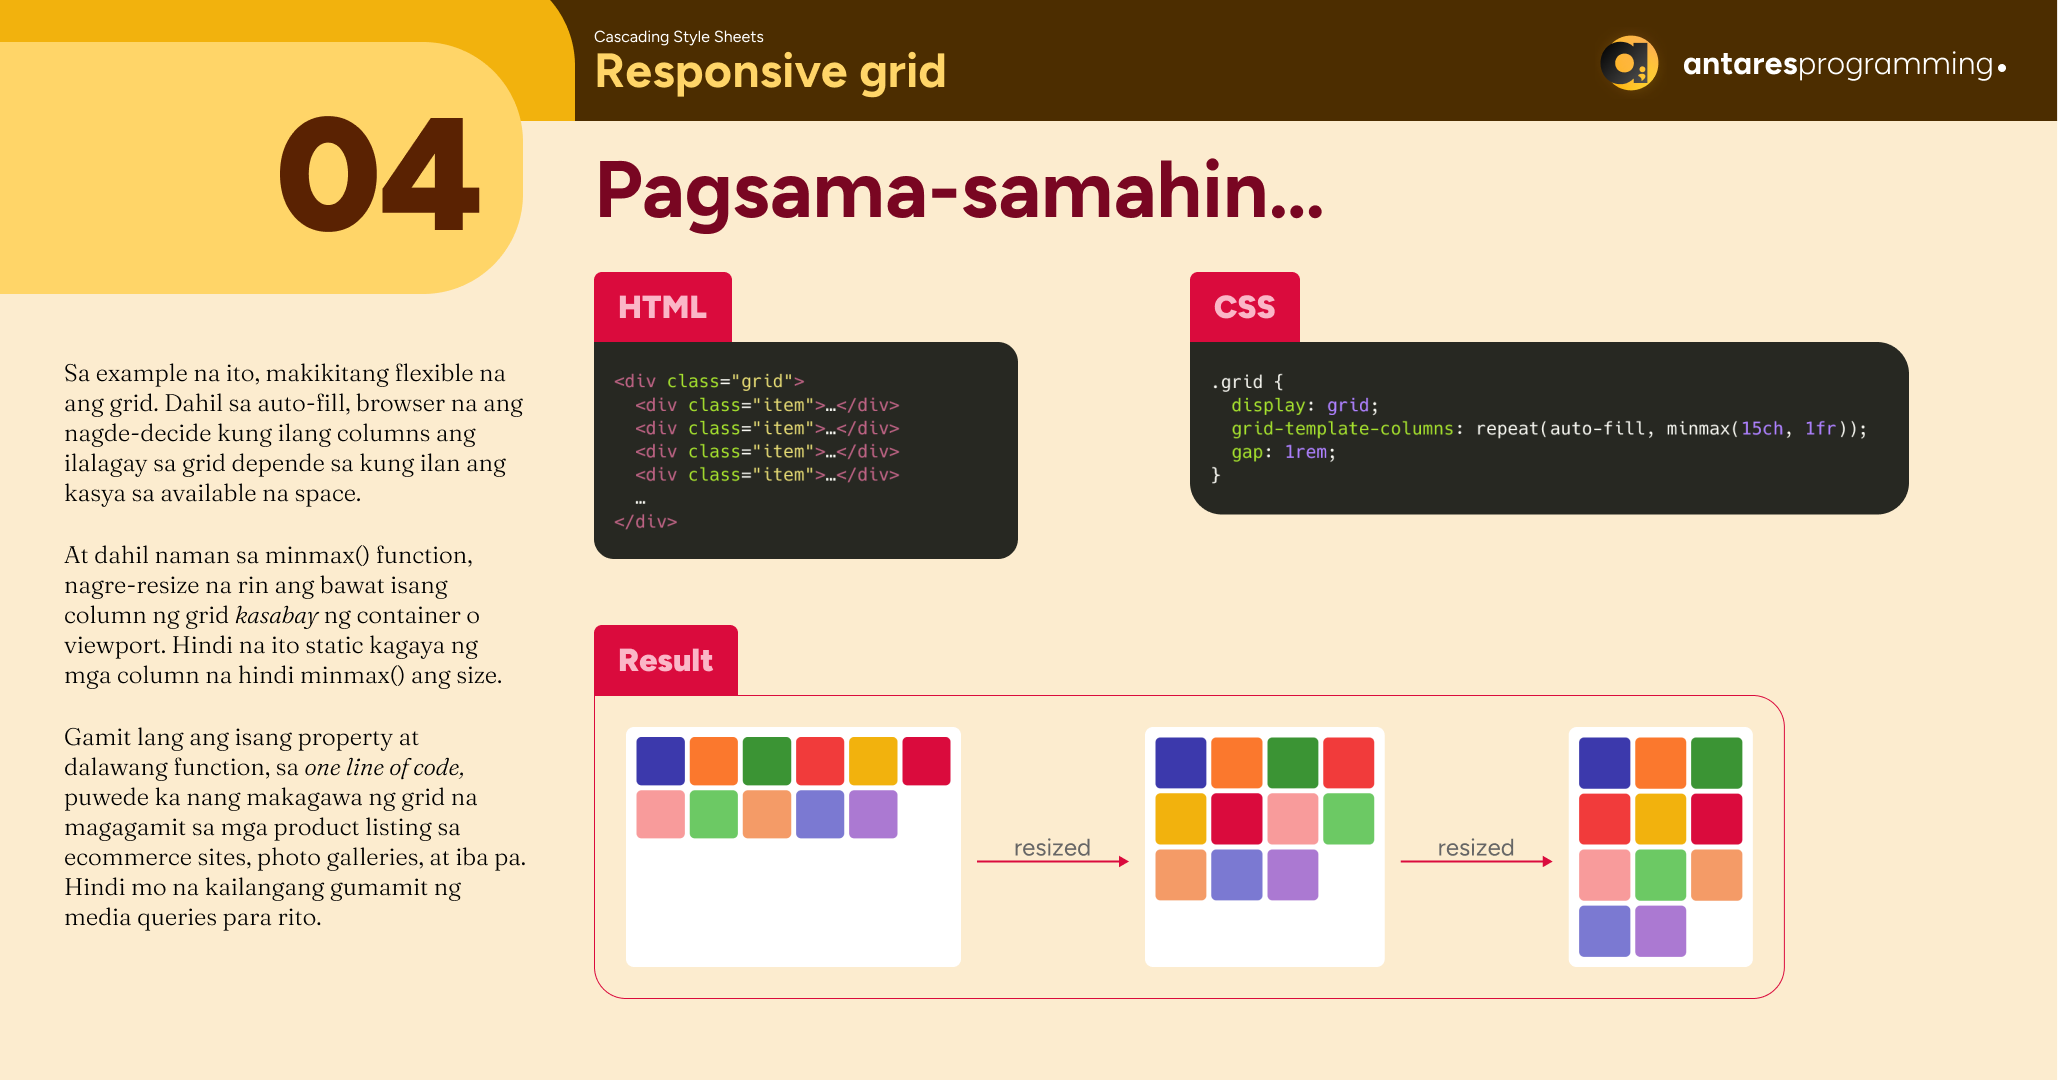 Cascading Style Sheets
Responsive grid
antaresprogramming.
04
Pagsama-samahin...
Sa example na ito, makikitang flexible na
ang grid. Dahil sa auto-fill, browser na ang
nagde-decide kung ilang columns ang
ilalagay sa grid depende sa kung ilan ang
kasya sa available na space.
At dahil naman sa minmax() function,
nagre-resize na rin ang bawat isang
column ng grid kasabay ng container o
viewport. Hindi na ito static kagaya ng
mga column na hindi minmax() ang size.
Gamit lang ang isang property at
dalawang function, sa one line of code,
puwede ka nang makagawa ng grid na
magagamit sa mga product listing sa
ecommerce sites, photo galleries, at iba pa.
Hindi mo na kailangang gumamit ng
media queries para rito.
HTML
<div class="grid">
  <div class="item">…</div>
  <div class="item">…</div>
  <div class="item">…</div>
  <div class="item">…</div>
  …
</div>
CSS
.grid {
  display: grid;
  grid-template-columns: repeat(auto-fill, minmax(15ch, 1fr));
  gap: 1rem;
}
Result
resized
resized